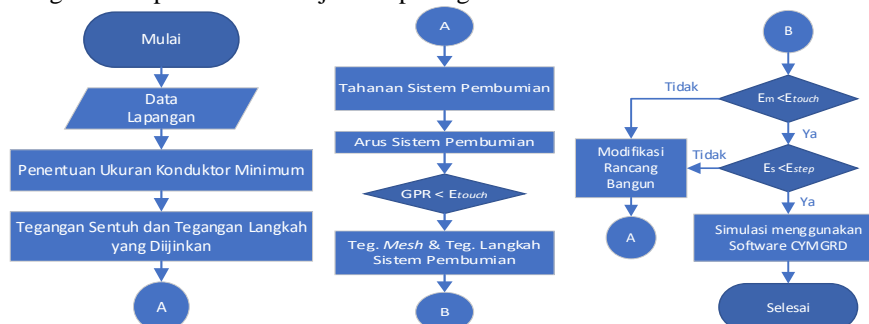 Mulai
Data
Lapangan
Penentuan Ukuran Konduktor Minimum
Tegangan Sentuh dan Tegangan Langkah
yang Diijinkan
A
A
Tahanan Sistem Pembumian
Arus Sistem Pembumian
GPR < Etouch
Teg. Mesh & Teg. Langkah
Sistem Pembumian
B
B
Em <Etouch
Tidak
Ya
Es <Estep
Tidak
Ya
Modifikasi
Rancang
Bangun
A
Simulasi menggunakan
Software CYMGRD
Selesai